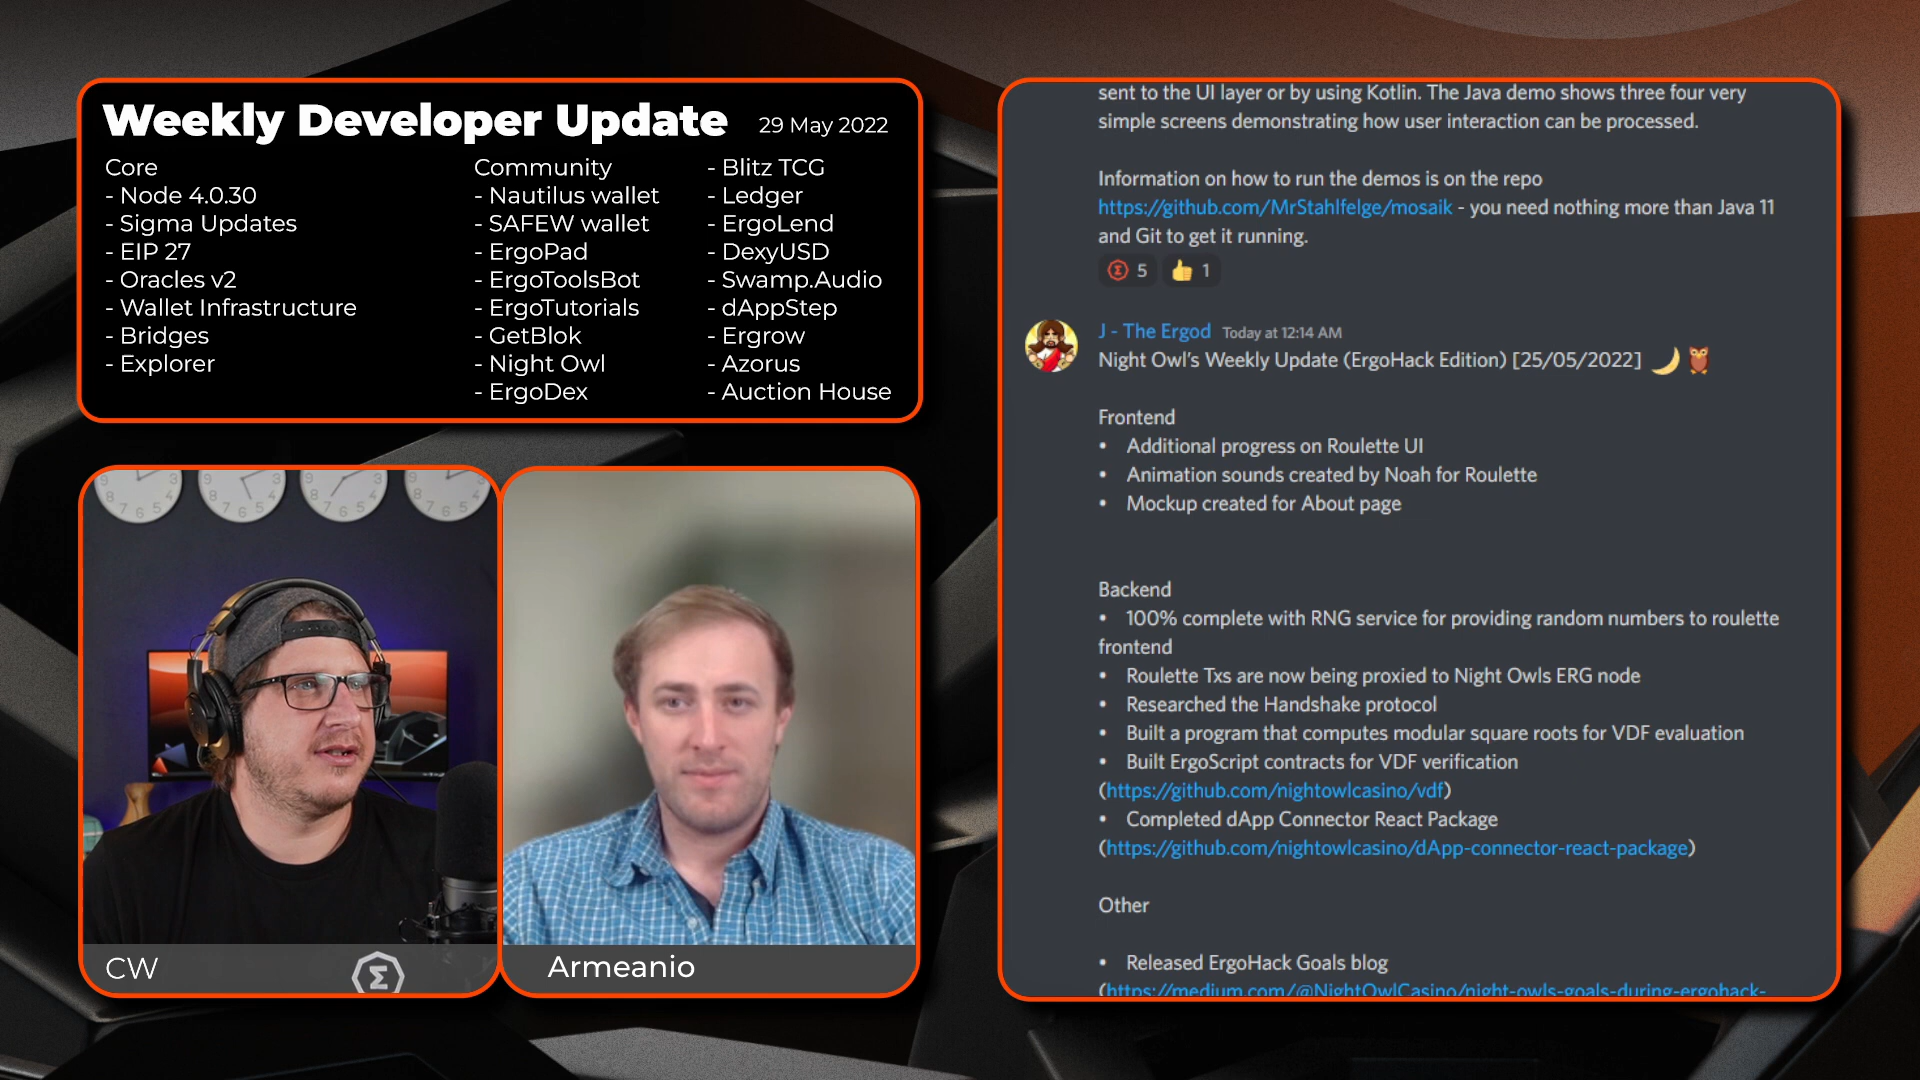 Weekly Developer Update
29 May 2022
Core
- Node 4.0.30
- Sigma Updates
- EIP 27
- Oracles v2
- Wallet Infrastructure
- Bridges
- Explorer
Community
- Nautilus wallet
- SAFEW wallet
- ErgoPad
- ErgoToolsBot
- ErgoTutorials
- GetBlok
- Night Owl
- ErgoDex
- Blitz TCG
- Ledger
- ErgoLend
- DexyUSD
- Swamp.Audio
- dAppStep
- Ergrow
- Azorus
- Auction House
CW
Armeanio
sent to the UI layer or by using Kotlin. The Java demo shows three four very
simple screens demonstrating how user interaction can be processed.
Information on how to run the demos is on the repo
https://github.com/MrStahlfelge/mosaik - you need nothing more than Java 11
and Git to get it running.
5 1
J - The Ergod Today at 12:14 AM
Night Owl's Weekly Update (ErgoHack Edition) [25/05/2022]
Frontend
• Additional progress on Roulette UI
• Animation sounds created by Noah for Roulette
• Mockup created for About page
Backend
• 100% complete with RNG service for providing random numbers to roulette
frontend
• Roulette Txs are now being proxied to Night Owls ERG node
• Researched the Handshake protocol
• Built a program that computes modular square roots for VDF evaluation
• Built ErgoScript contracts for VDF verification
(https://github.com/nightowlcasino/vdf)
• Completed dApp Connector React Package
(https://github.com/nightowlcasino/dApp-connector-react-package)
Other
• Released ErgoHack Goals blog
(https://medium.com/@NightOwlCasino/night-owls-goals-during-ergohack-